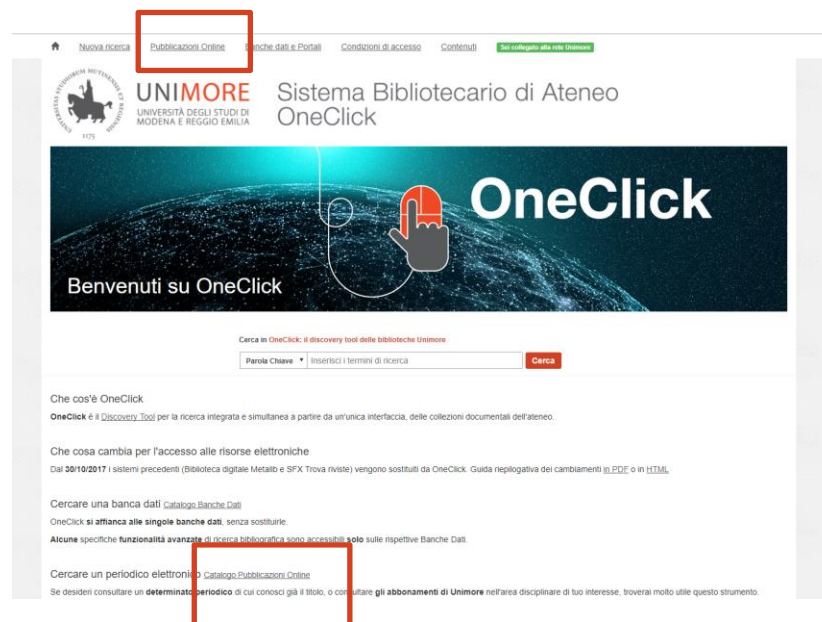 Nuova ricerca Pubblicazioni Online Banche dati e Portali Condizioni di accesso Contenuti Sei collegato alla rete Unimore
1175
UNIMORE
UNIVERSITÀ DEGLI STUDI DI
MODENA E REGGIO EMILIA
Sistema Bibliotecario di Ateneo
OneClick
OneClick
Benvenuti su OneClick
Cerca in OneClick: il discovery tool delle biblioteche Unimore
Parola Chiave Inserisci i termini di ricerca Cerca
Che cos'è OneClick
OneClick é il Discovery Tool per la ricerca integrata e simultanea a partire da un'unica interfaccia, delle collezioni documentali dell'ateneo.
Che cosa cambia per l'accesso alle risorse elettroniche
Dal 30/10/2017 i sistemi precedenti (Biblioteca digitale Metalib e SFX Trova riviste) vengono sostituiti da OneClick. Guida riepilogativa dei cambiamenti in PDF o in HTML
Cercare una banca dati Catalogo Banche Dati
OneClick si affianca alle singole banche dati, senza sostituirle.
Alcune specifiche funzionalità avanzate di ricerca bibliografica sono accessibili solo sulle rispettive Banche Dati.
Cercare un periodico elettronico Catalogo Pubblicazioni Online
Se desideri consultare un determinato periodico di cui conosci già il titolo, o consultare gli abbonamenti di Unimore nell'area disciplinare di tuo interesse, troverai molto utile questo strumento.